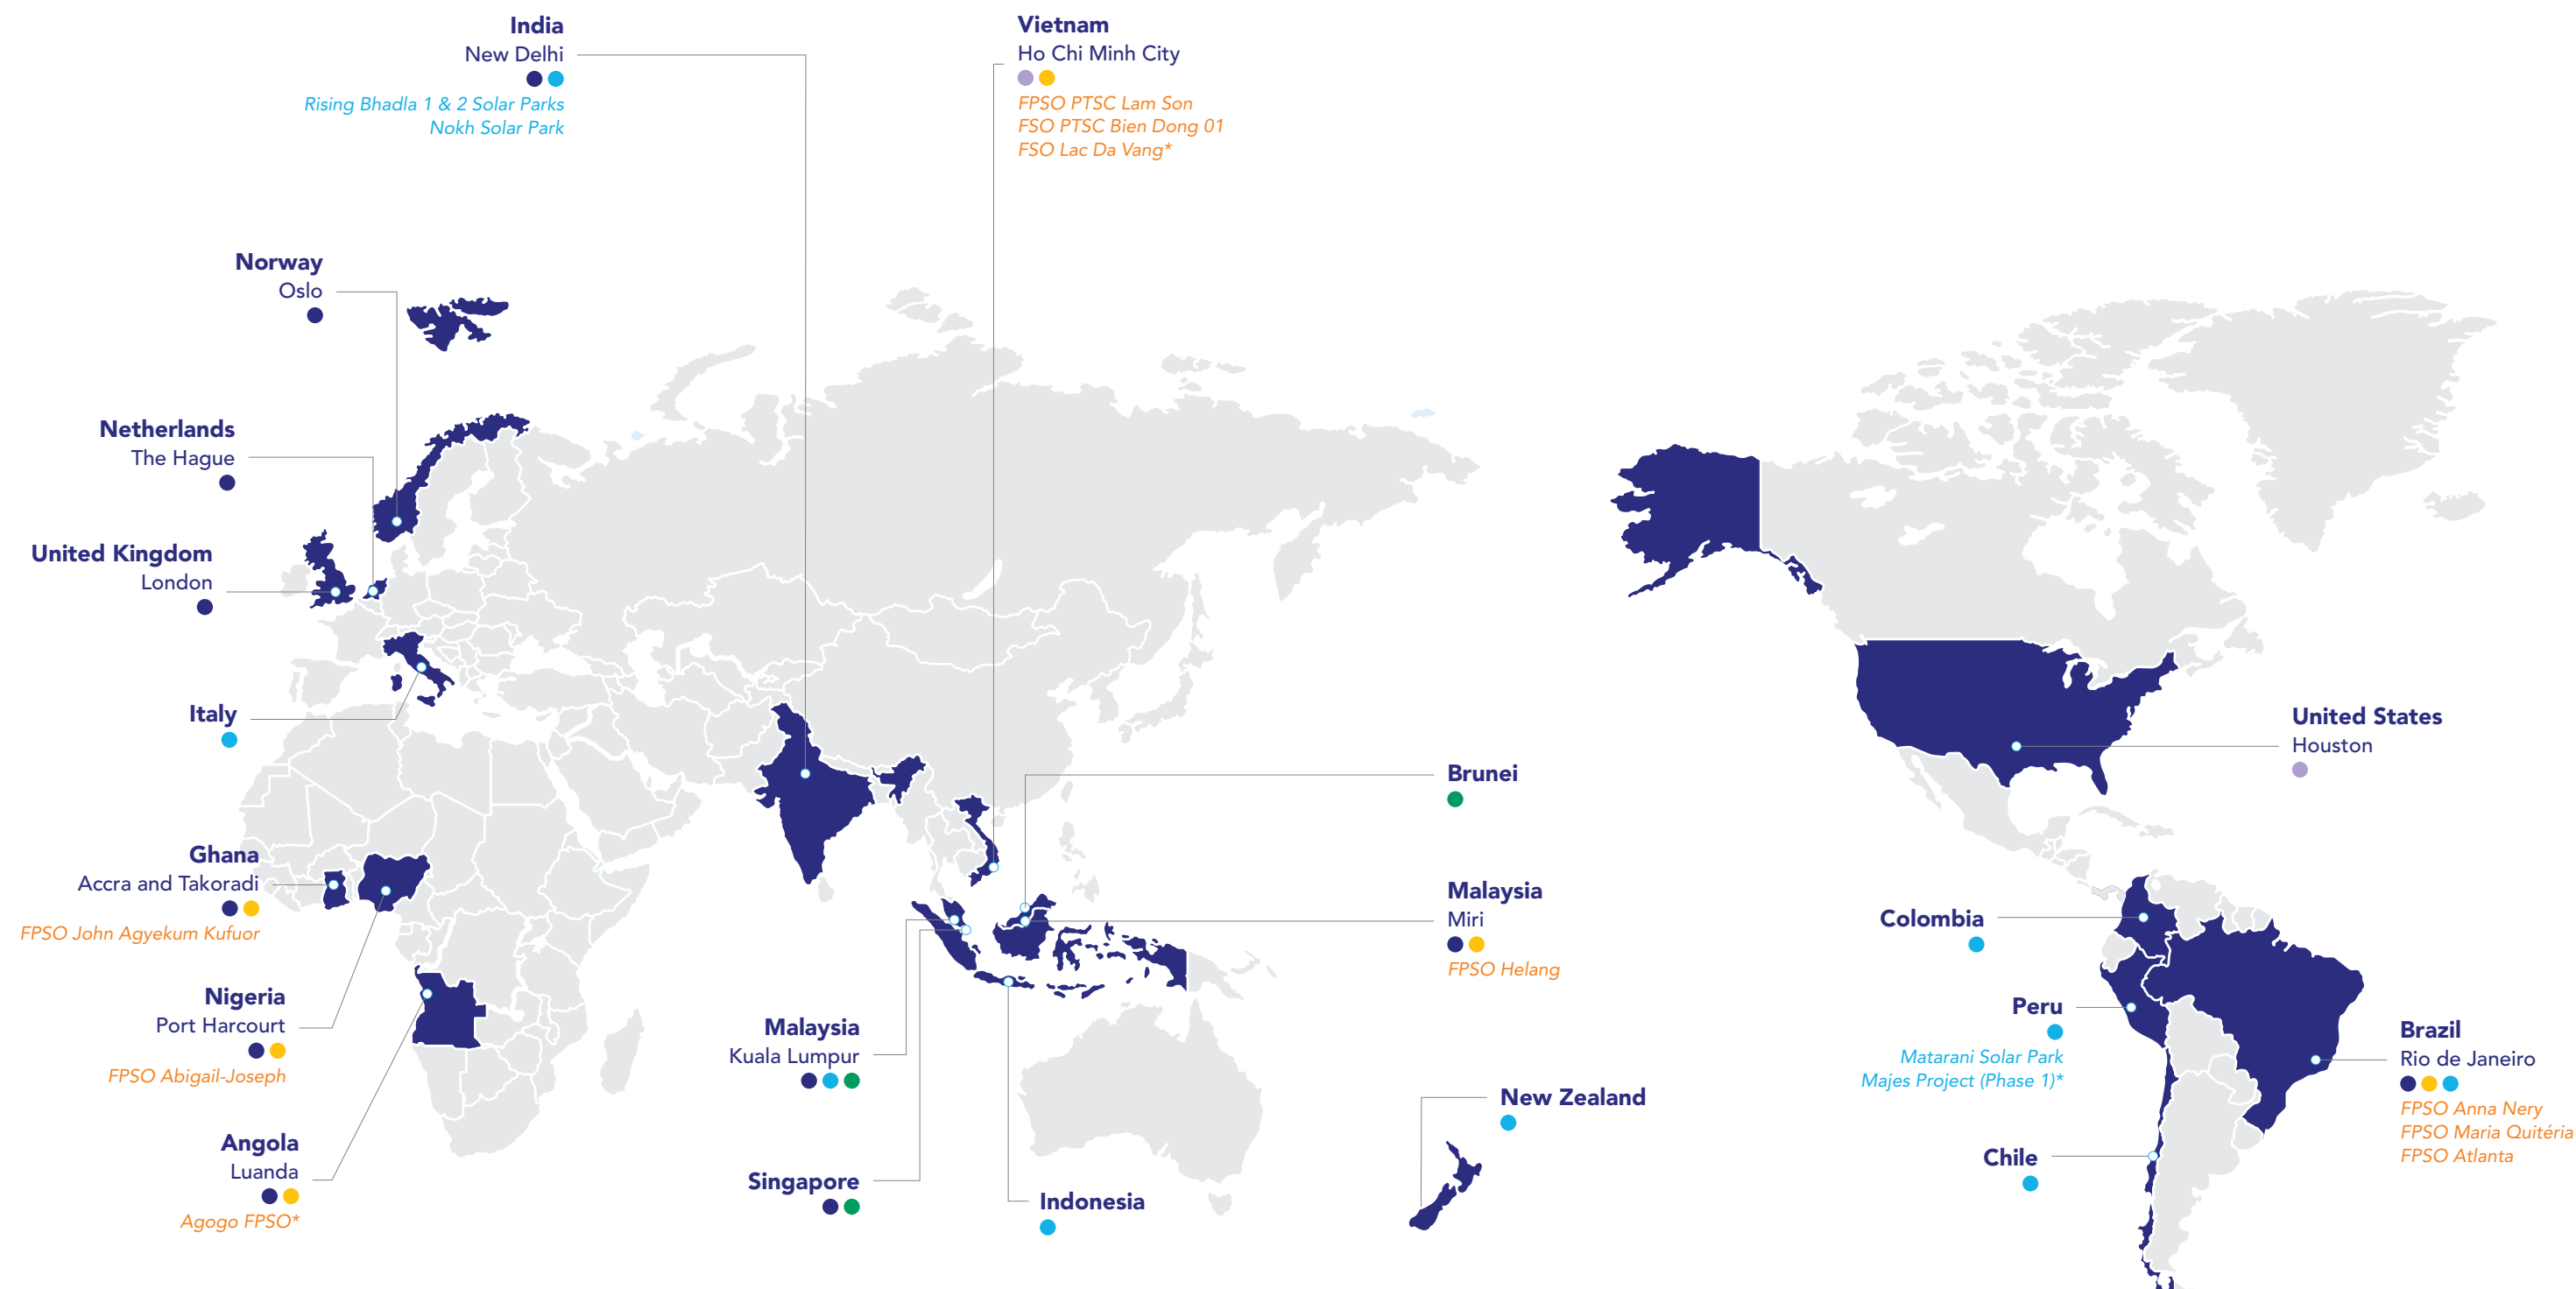 India
New Delhi
Rising Bhadla 1 & 2 Solar Parks
Nokh Solar Park
Vietnam
Ho Chi Minh City
FPSO PTSC Lam Son
FSO PTSC Bien Dong 01
FSO Lac Da Vang*
Norway
Oslo
Netherlands
The Hague
United Kingdom
London
Italy
Ghana
Accra and Takoradi
FPSO John Agyekum Kufuor
Nigeria
Port Harcourt
FPSO Abigail-Joseph
Angola
Luanda
Agogo FPSO*
Malaysia
Kuala Lumpur
Singapore
Indonesia
Brunei
Malaysia
Miri
FPSO Helang
New Zealand
United States
Houston
Colombia
Peru
Matarani Solar Park
Majes Project (Phase 1)*
Chile
Brazil
Rio de Janeiro
FPSO Anna Nery
FPSO Maria Quitéria
FPSO Atlanta